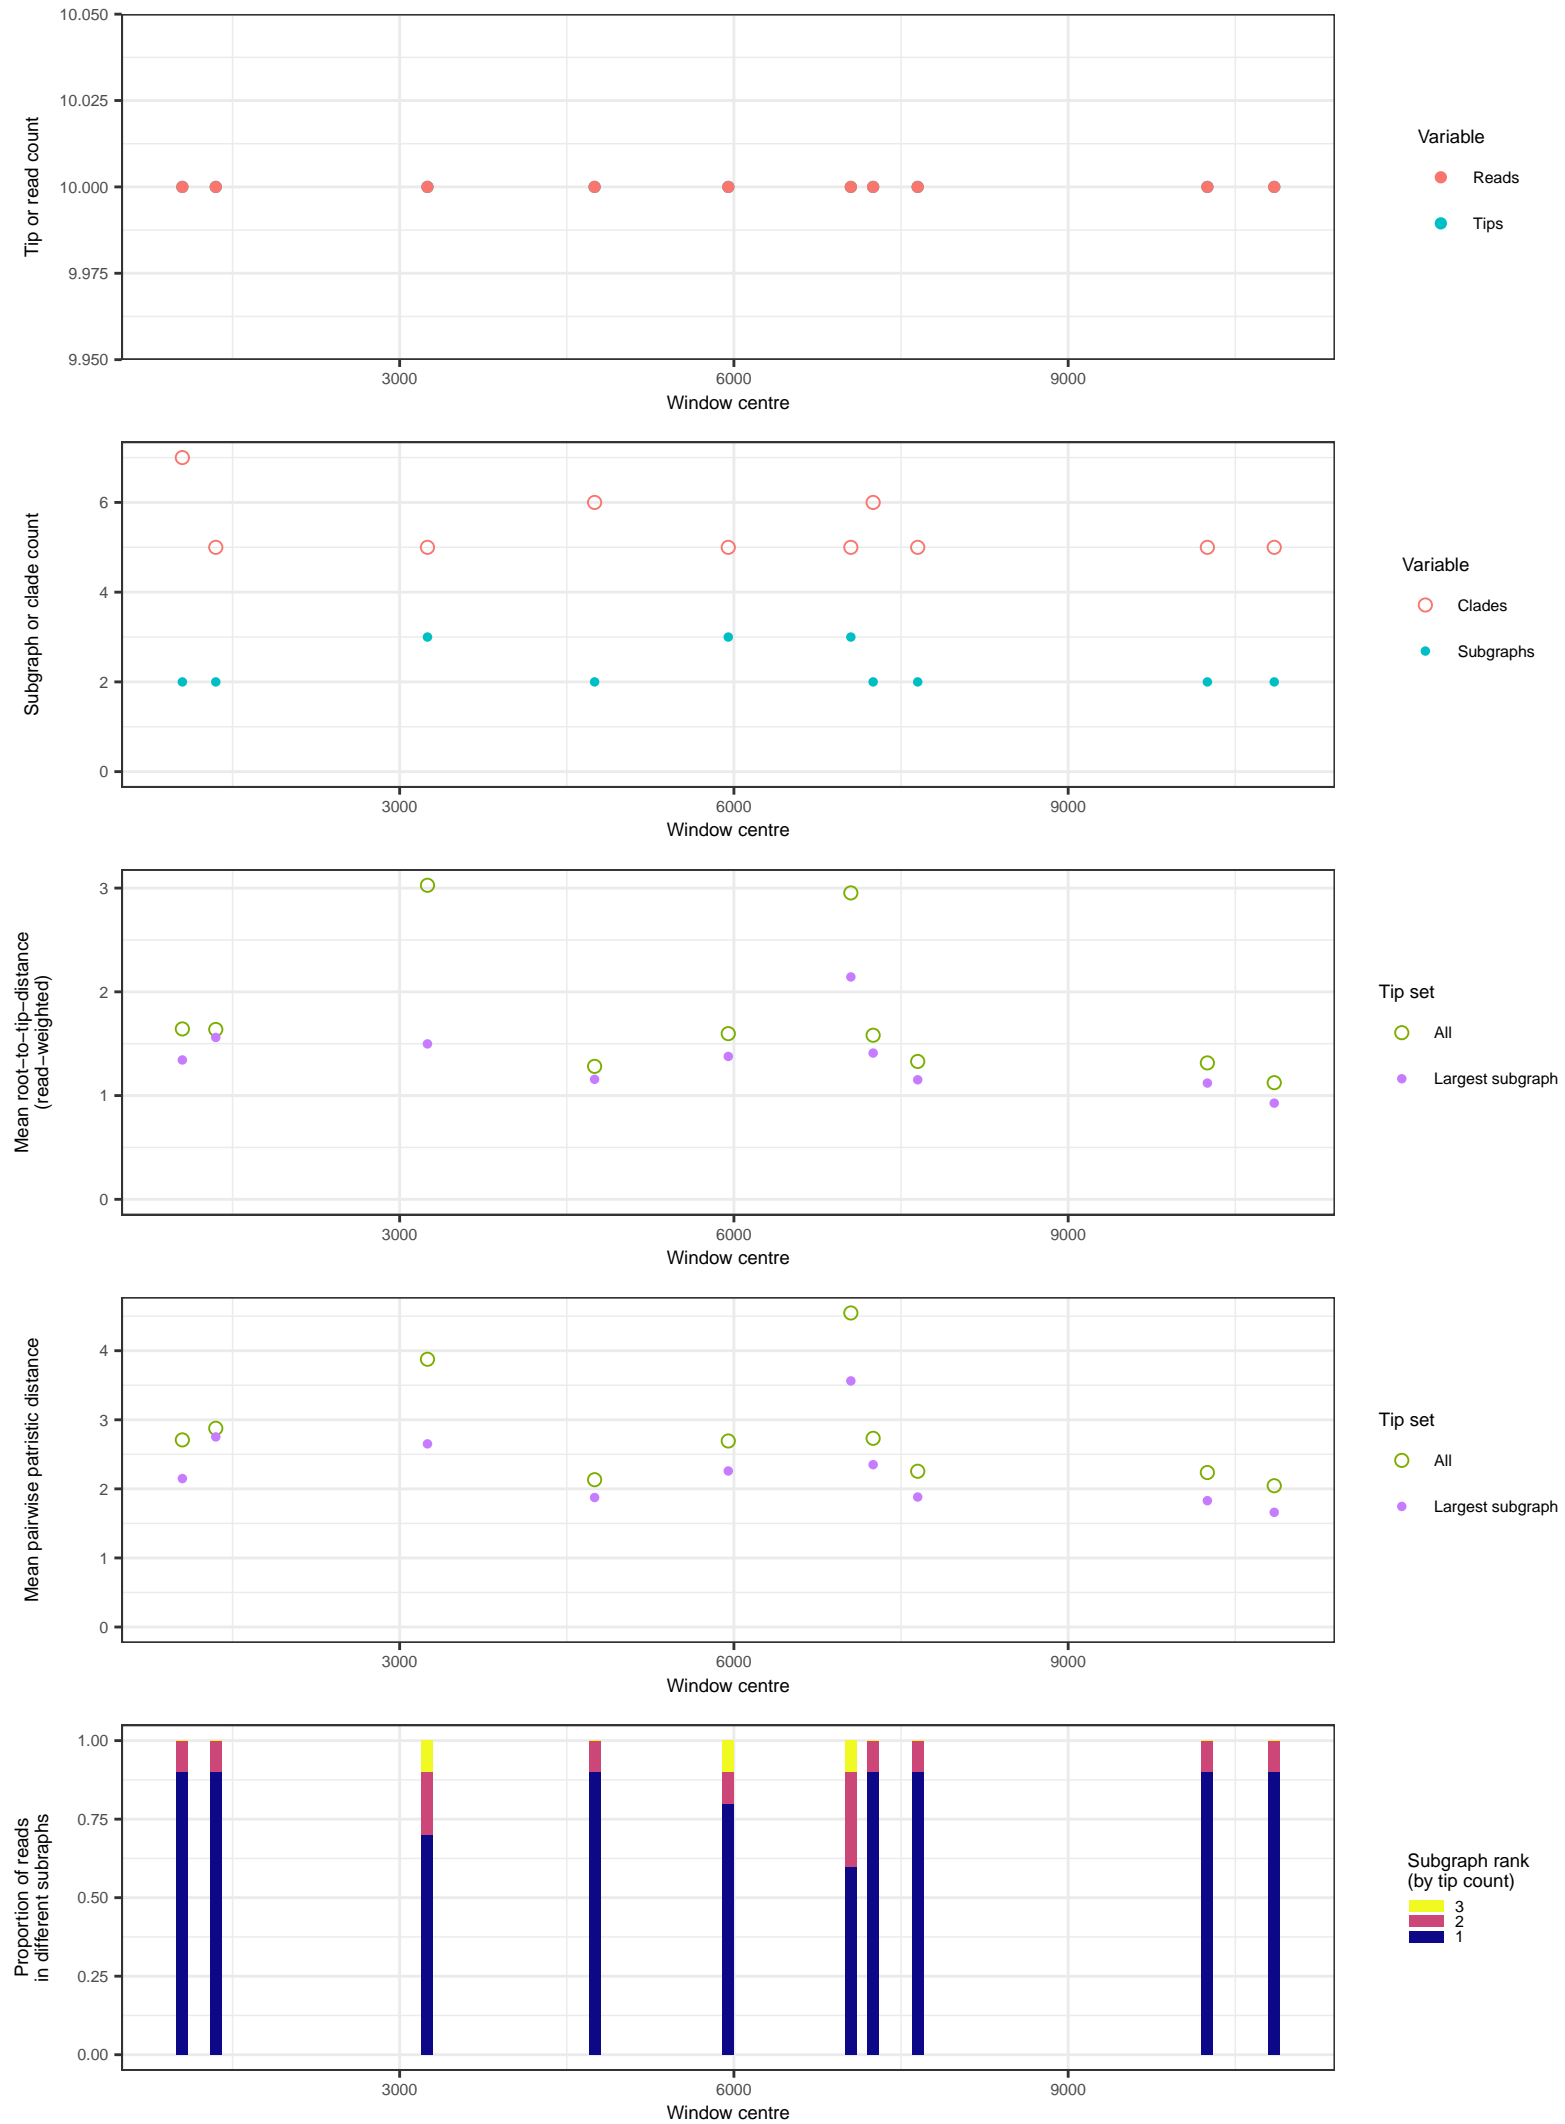 10.050
10.025
10.000
9.975
9.950
Tip or read count
3000
6000
9000
Window centre
Variable
Reads
Tips
6
4
2
0
Subgraph or clade count
3000
6000
9000
Window centre
Variable
Clades
Subgraphs
3
2
1
0
Mean root−to−tip−distance
(read−weighted)
3000
6000
9000
Window centre
Tip set
All
Largest subgraph
4
3
2
1
0
Mean pairwise patristic distance
3000
6000
9000
Window centre
Tip set
All
Largest subgraph
1.00
0.75
0.50
0.25
0.00
Proportion of reads
in different subraphs
3000
6000
9000
Window centre
Subgraph rank
(by tip count)
3
2
1